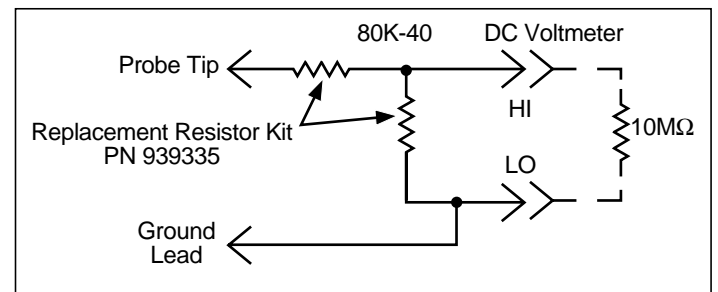 80K-40
DC Voltmeter
Probe Tip
HI
Replacement Resistor Kit
PN 939335
10MΩ
LO
Ground
Lead